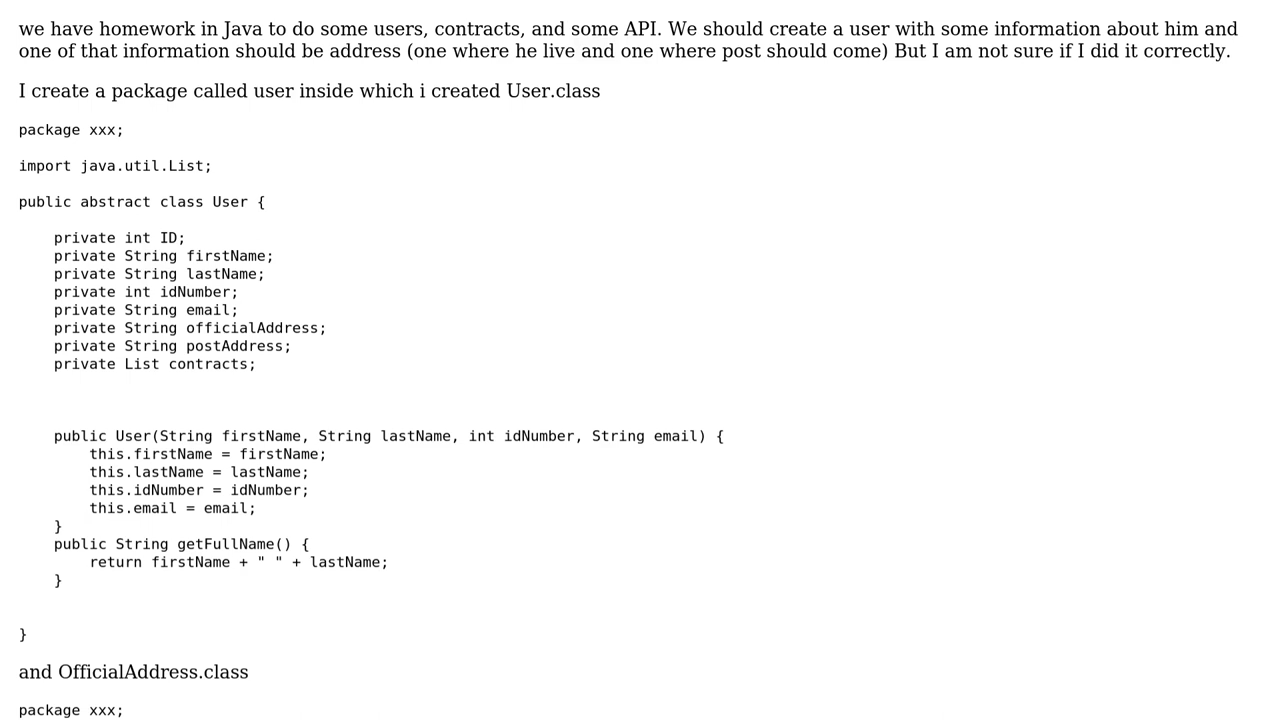 we have homework in Java to do some users, contracts, and some API. We should create a user with some information about him and
one of that information should be address (one where he live and one where post should come) But I am not sure if I did it correctly.
I create a package called user inside which i created User.class
package xxx;
import java.util.List;
public abstract class User {
    private int ID;
    private String firstName;
    private String lastName;
    private int idNumber;
    private String email;
    private String officialAddress;
    private String postAddress;
    private List contracts;
    public User(String firstName, String lastName, int idNumber, String email) {
        this.firstName = firstName;
        this.lastName = lastName;
        this.idNumber = idNumber;
        this.email = email;
    }
    public String getFullName() {
        return firstName + " " + lastName;
    }
}
and OfficialAddress.class
package xxx;